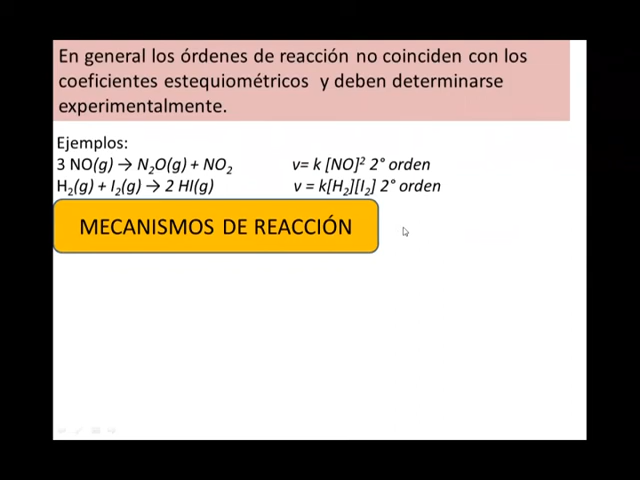 En general los órdenes de reacción no coinciden con los
coeficientes estequiométricos y deben determinarse
experimentalmente.
Ejemplos:
3 NO(g) → N₂O(g) + NO₂ v= k [NO]² 2° orden
H₂(g) + I₂(g) → 2 HI(g) v = k[H₂][I₂] 2° orden
MECANISMOS DE REACCIÓN